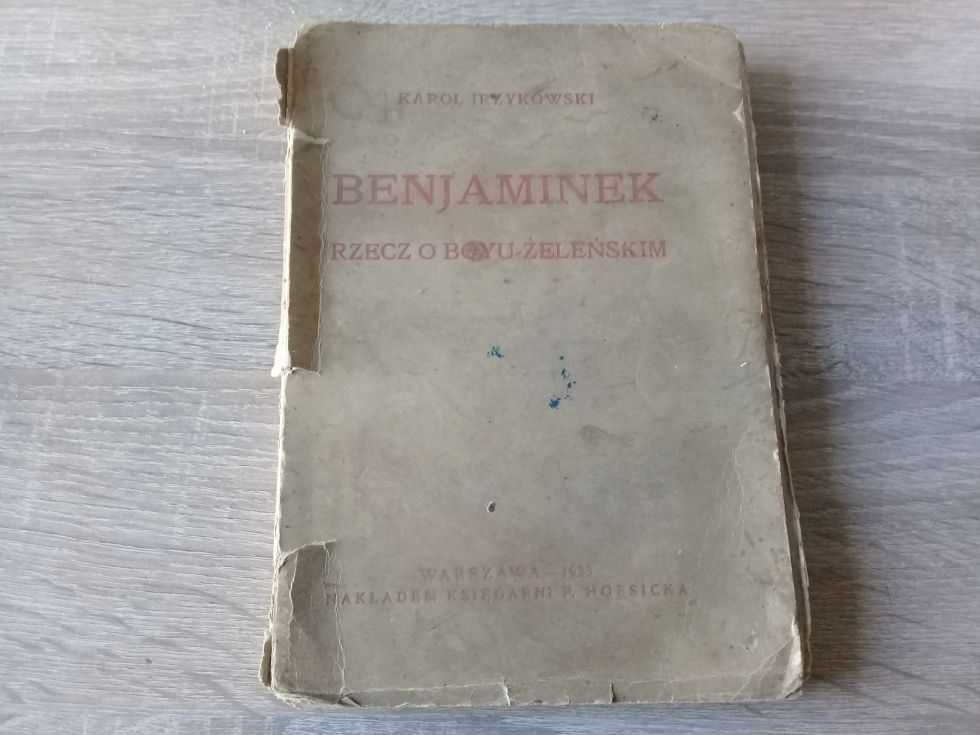 KAROL IRZYKOWSKI
BENJAMINEK
RZECZ O BOYU-ŻELEŃSKIM
WARSZAWA — 1933
NAKŁADEM KSIĘGARNI F. HOESICKA